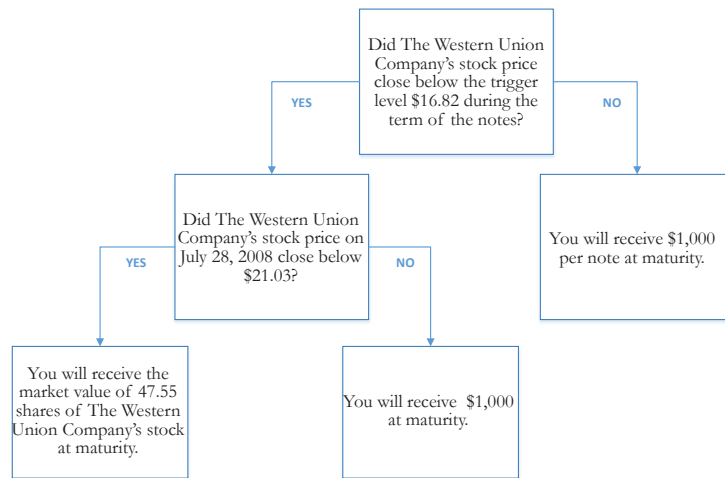 Did The Western Union
Company's stock price
close below the trigger
level $16.82 during the
term of the notes?
YES
NO
Did The Western Union
Company's stock price on
July 28, 2008 close below
$21.03?
You will receive $1,000
per note at maturity.
YES
NO
You will receive the
market value of 47.55
shares of The Western
Union Company's stock
at maturity.
You will receive $1,000
at maturity.